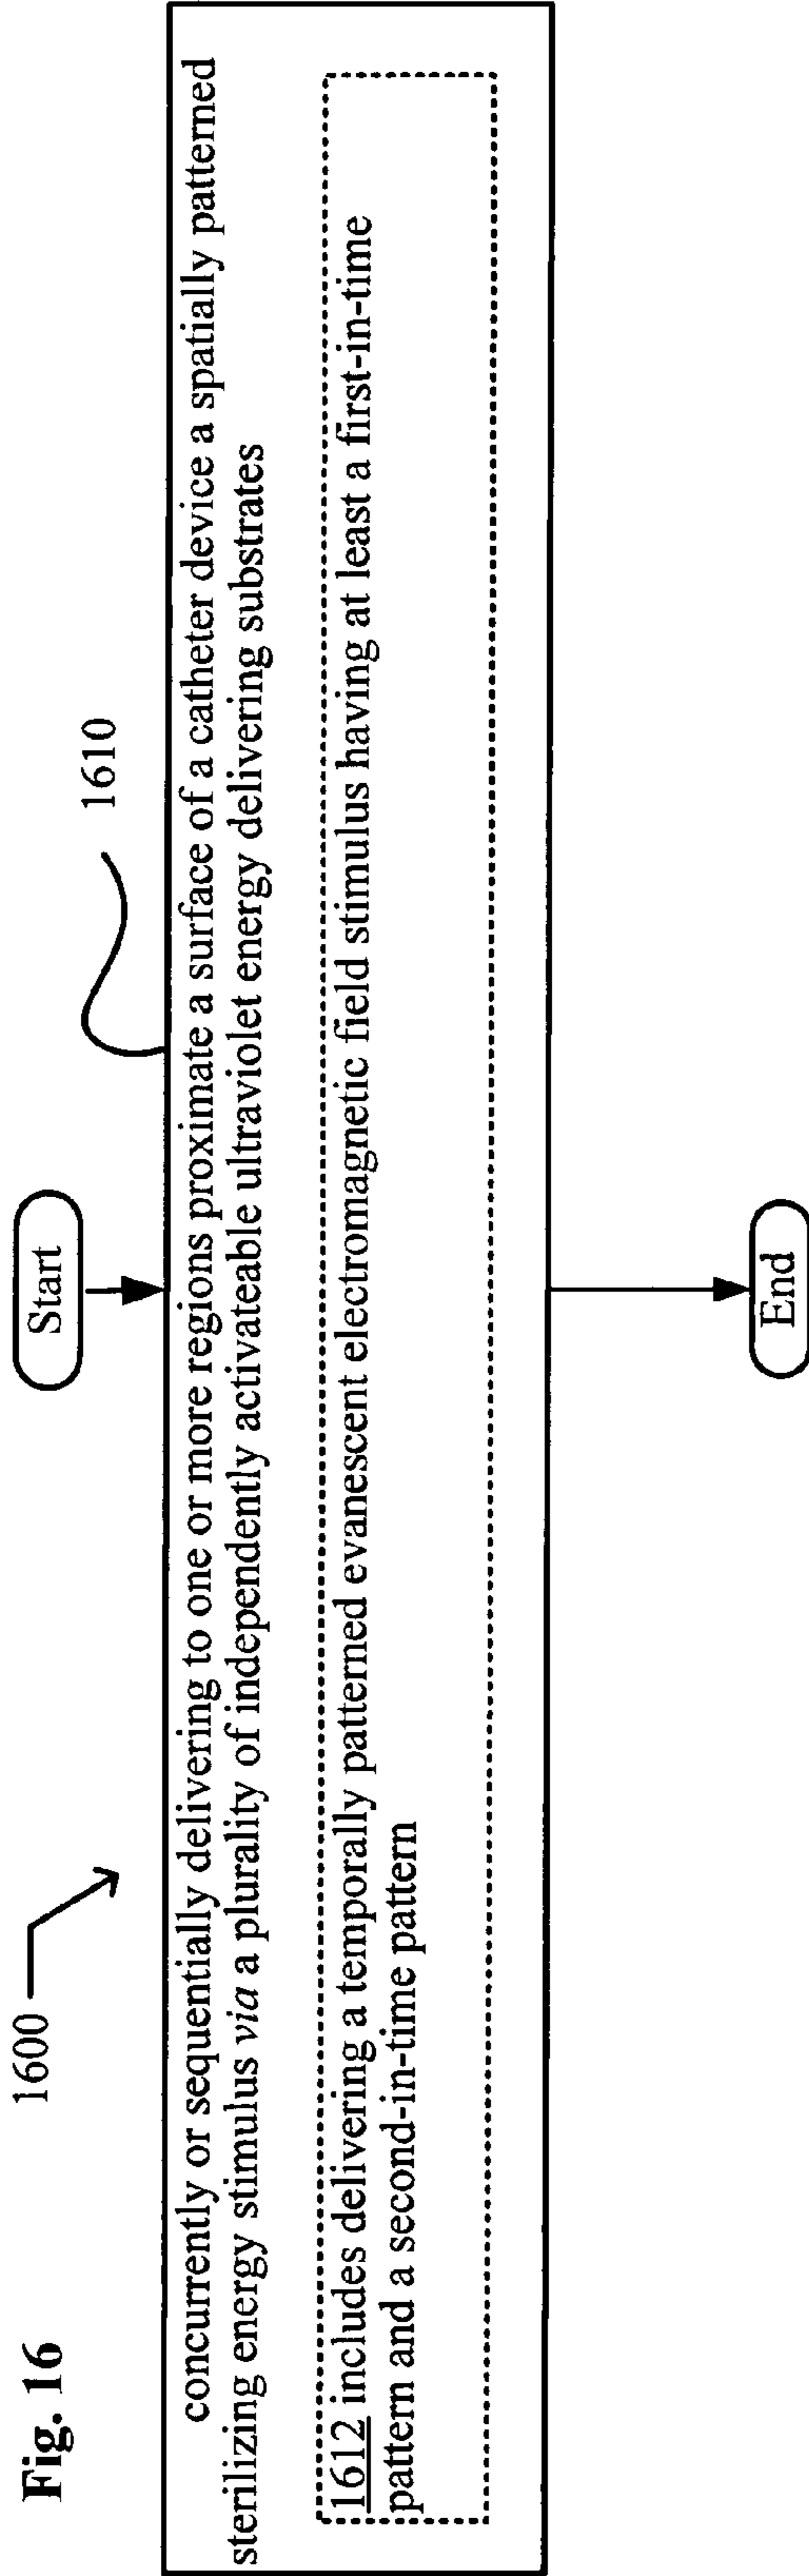 Fig. 16
1600
Start
1610
concurrently or sequentially delivering to one or more regions proximate a surface of a catheter device a spatially patterned
sterilizing energy stimulus via a plurality of independently activateable ultraviolet energy delivering substrates
1612 includes delivering a temporally patterned evanescent electromagnetic field stimulus having at least a first-in-time
pattern and a second-in-time pattern
End